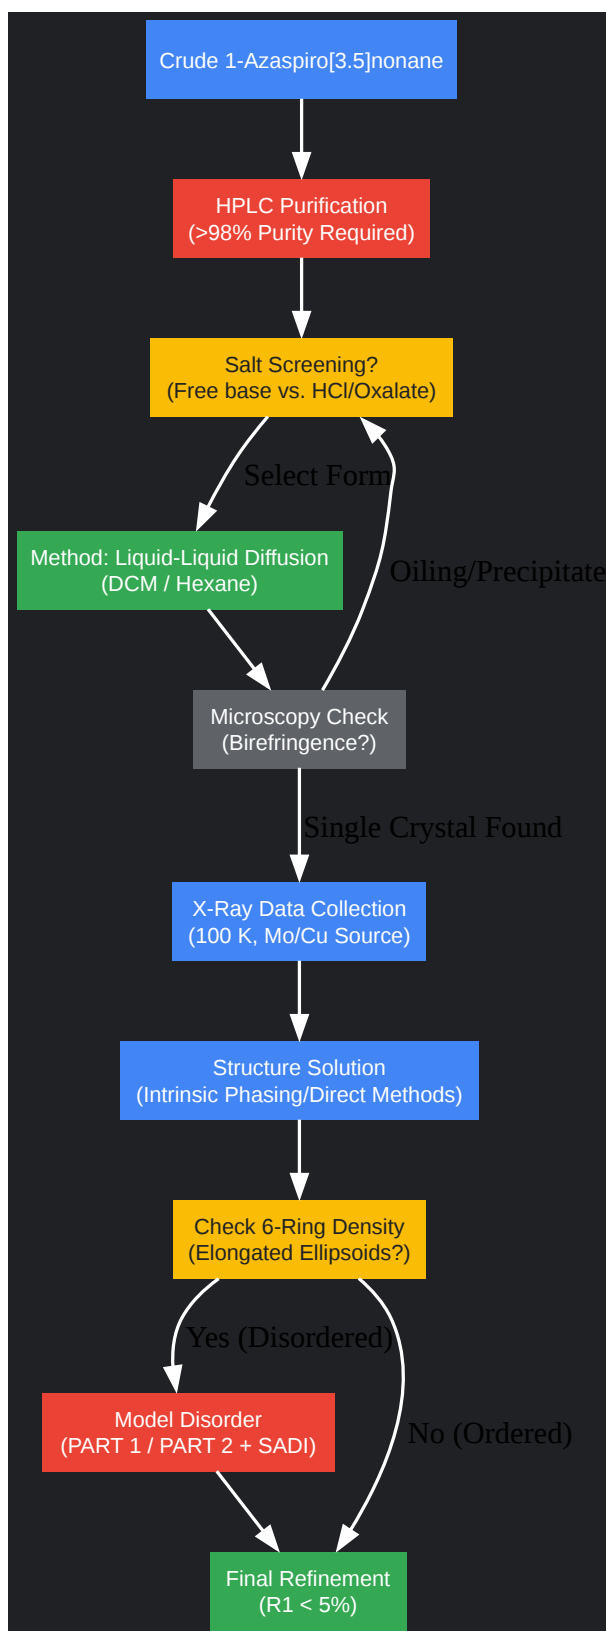 Crude 1-Azaspiro[3.5]nonane
HPLC Purification
(>98% Purity Required)
Salt Screening?
(Free base vs. HCl/Oxalate)
Select Form
Method: Liquid-Liquid Diffusion
(DCM / Hexane)
Oiling/Precipitate
Microscopy Check
(Birefringence?)
Single Crystal Found
X-Ray Data Collection
(100 K, Mo/Cu Source)
Structure Solution
(Intrinsic Phasing/Direct Methods)
Check 6-Ring Density
(Elongated Ellipsoids?)
Yes (Disordered)
Model Disorder
(PART 1 / PART 2 + SADI)
No (Ordered)
Final Refinement
(R1 < 5%)